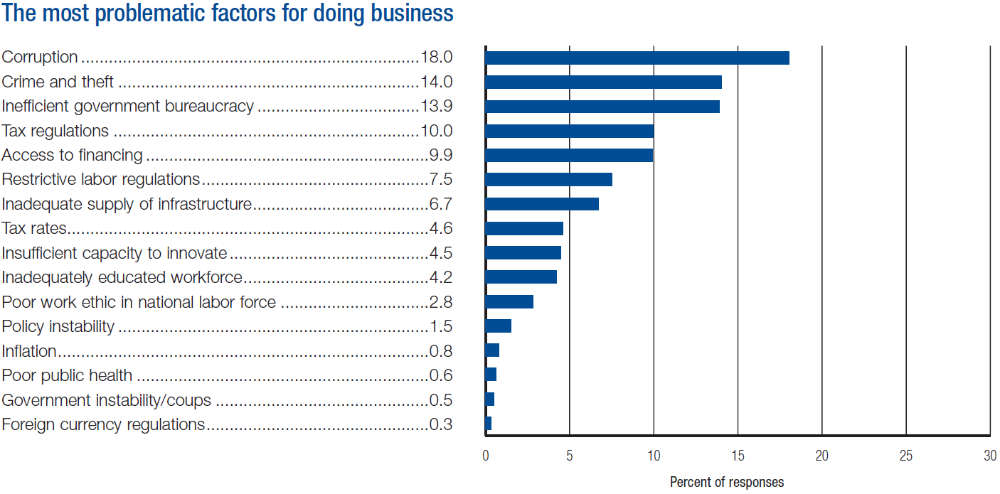 The most problematic factors for doing business
Corruption ........................................................................18.0
Crime and theft ................................................................14.0
Inefficient government bureaucracy ...................................13.9
Tax regulations .................................................................10.0
Access to financing .............................................................9.9
Restrictive labor regulations.................................................7.5
Inadequate supply of infrastructure......................................6.7
Tax rates..............................................................................4.6
Insufficient capacity to innovate...........................................4.5
Inadequately educated workforce........................................4.2
Poor work ethic in national labor force ................................2.8
Policy instability ...................................................................1.5
Inflation................................................................................0.8
Poor public health ...............................................................0.6
Government instability/coups ..............................................0.5
Foreign currency regulations................................................0.3
0 5 10 15 20 25 30
Percent of responses